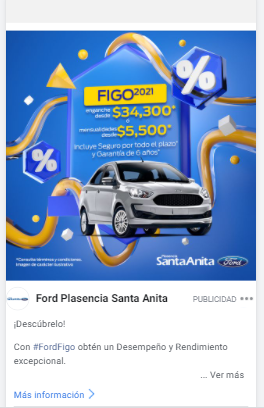 %
FIGO2021
enganche
desde $34,300*
ó
mensualidades
desde $5,500*
Incluye Seguro por todo el plazo*
y Garantía de 6 años*
%
*Consulta términos y condiciones.
Imagen de carácter ilustrativo.
Plasencia
SantaAnita
Ford
Ford Plasencia Santa Anita
PUBLICIDAD
¡Descúbrelo!
Con #FordFigo obtén un Desempeño y Rendimiento
excepcional.
... Ver más
Más información >